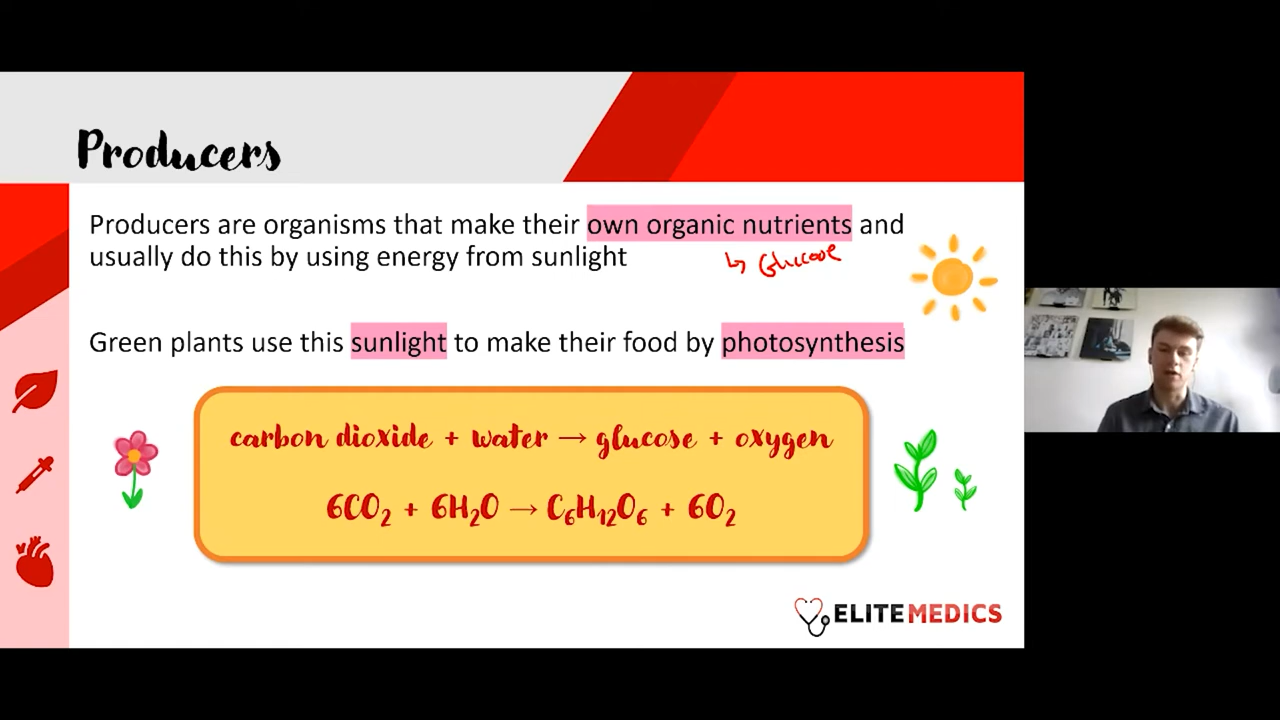 Producers
Producers are organisms that make their own organic nutrients and
usually do this by using energy from sunlight
↳ Glucose
Green plants use this sunlight to make their food by photosynthesis
carbon dioxide + water → glucose + oxygen
6CO₂ + 6H₂O → C₆H₁₂O₆ + 6O₂
ELITEMEDICS